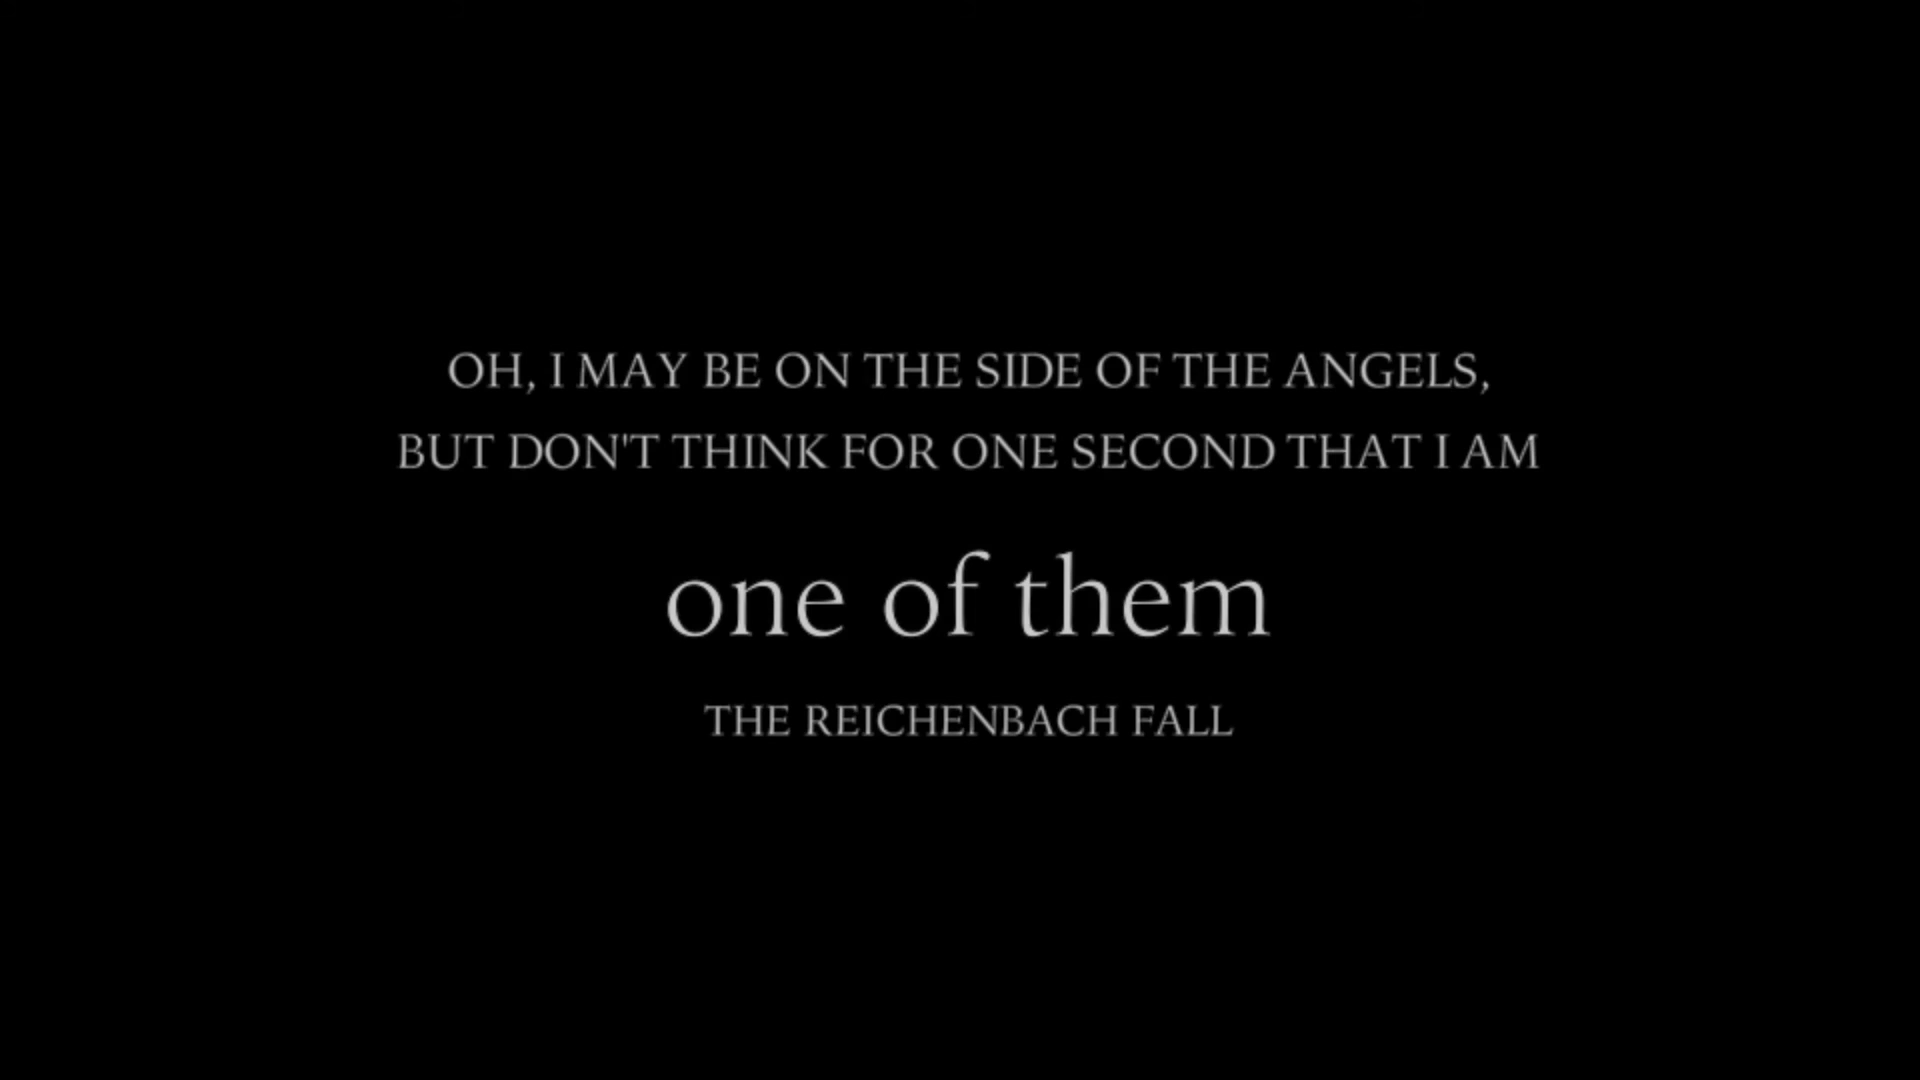 OH, I MAY BE ON THE SIDE OF THE ANGELS,
BUT DON'T THINK FOR ONE SECOND THAT I AM
one of them
THE REICHENBACH FALL